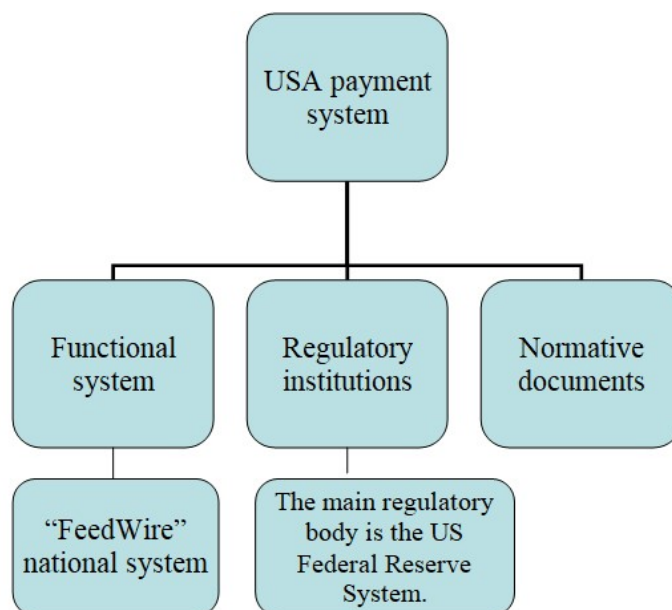 USA payment
system
Functional
system
Regulatory
institutions
Normative
documents
“FeedWire”
national system
The main regulatory
body is the US
Federal Reserve
System.